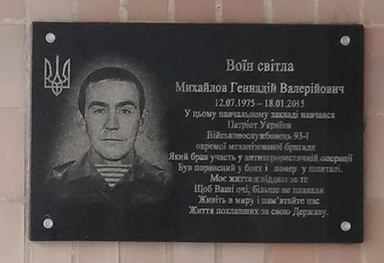 Воїн світла
Михайлов Геннадій Валерійович
12.07.1975 – 18.01.2015
У цьому навчальному закладі навчався
Патріот України
Військовослужбовець 93-ї
окремої механізованої бригади
Який брав участь у антитерористичній операції
Був поранений у боях і помер у шпиталі.
Моє життя я віддаю за те
Щоб Ваші очі, більше не плакали
Живіть в миру і пам'ятайте нас
Життя поклавших за свою Державу.